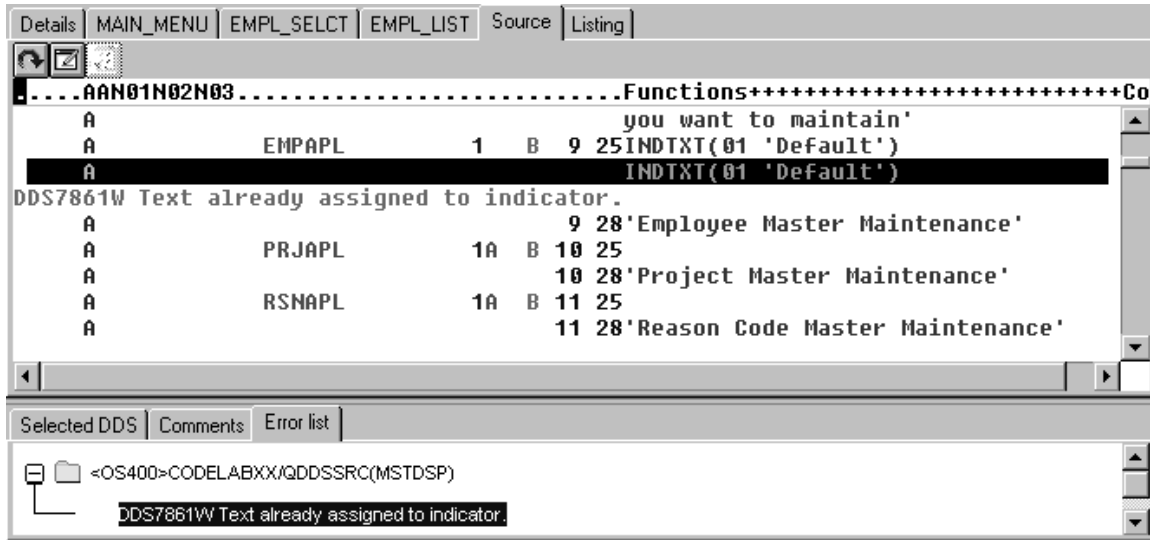 Details MAIN_MENU EMPL_SELCT EMPL_LIST Source Listing
.....AAN01N02N03............................Functions++++++++++++++++++++++++++++Co
A you want to maintain'
A EMPAPL 1 B 9 25INDTXT(01 'Default')
A INDTXT(01 'Default')
DDS7861W Text already assigned to indicator.
A 9 28'Employee Master Maintenance'
A PRJAPL 1A B 10 25
A 10 28'Project Master Maintenance'
A RSNAPL 1A B 11 25
A 11 28'Reason Code Master Maintenance'
Selected DDS Comments Error list
<OS400>CODELABXX/QDDSSRC(MSTDSP)
DDS7861W Text already assigned to indicator.